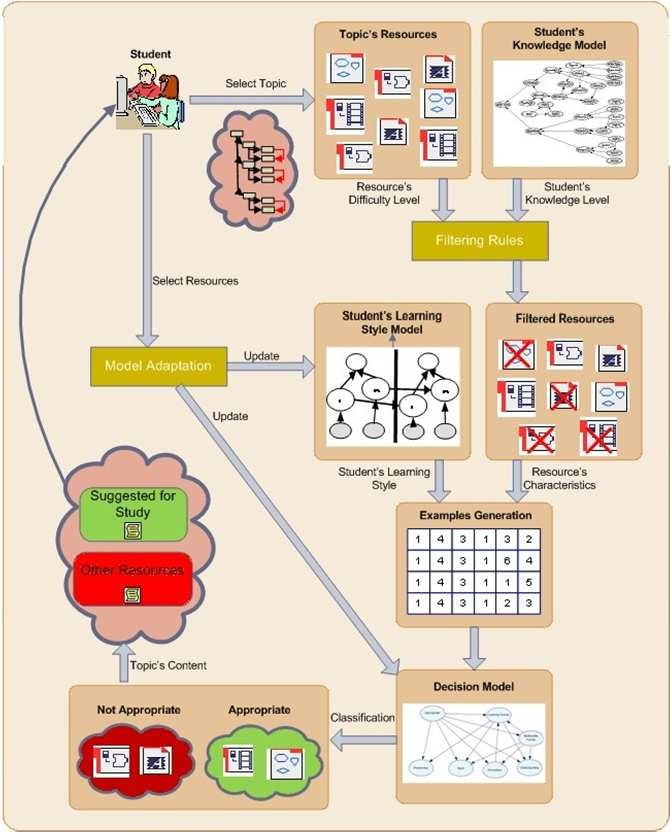 Student
Select Topic
Topic's Resources
Student's
Knowledge Model
Resource's
Difficulty Level
Student's
Knowledge Level
Filtering Rules
Select Resources
Model Adaptation
Update
Update
Student's Learning
Style Model
Filtered Resources
Student's Learning
Style
Resource's
Characteristics
Examples Generation
1 4 3 1 3 2
1 4 3 1 6 4
1 4 3 1 1 5
1 4 3 1 2 3
Suggested for
Study
Other Resources
Topic's Content
Not Appropriate
Appropriate
Classification
Decision Model